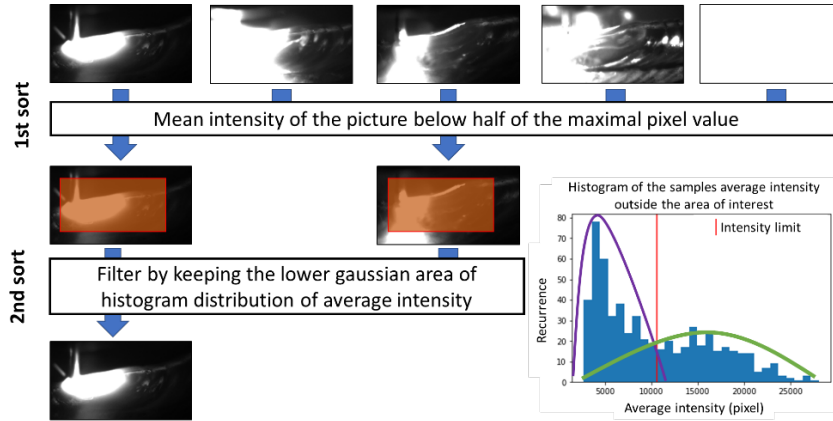 1st sort
Mean intensity of the picture below half of the maximal pixel value
2nd sort
Filter by keeping the lower gaussian area of
histogram distribution of average intensity
Histogram of the samples average intensity
outside the area of interest
Intensity limit
Recurrence
80
70
60
50
40
30
20
10
0
5000 10000 15000 20000 25000
Average intensity (pixel)